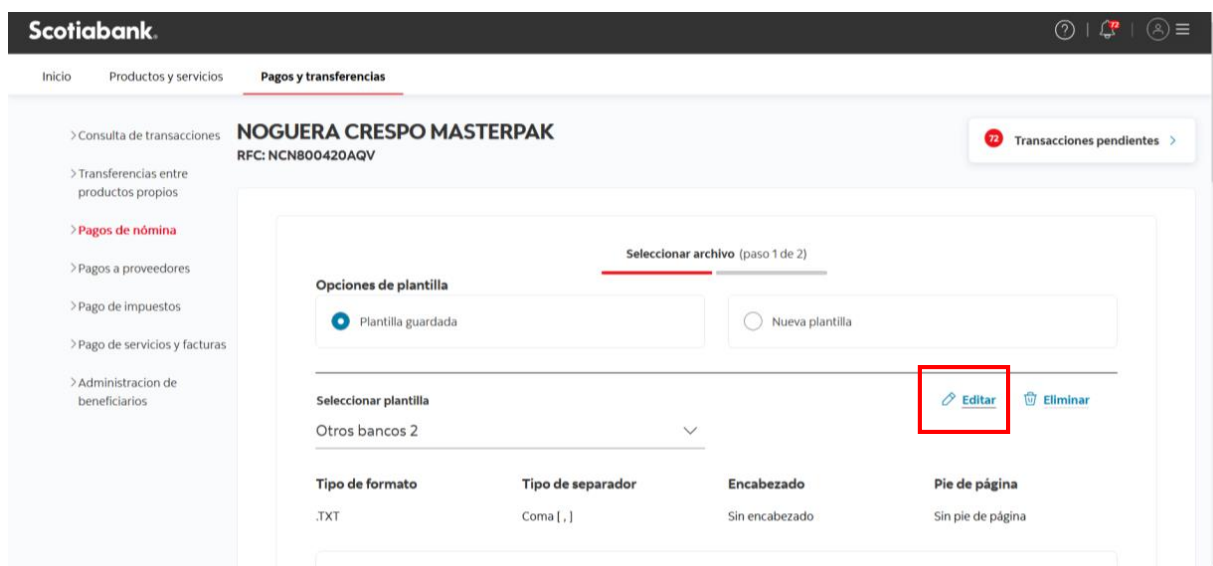 Scotiabank.
72
Inicio Productos y servicios Pagos y transferencias
Consulta de transacciones
Transferencias entre
productos propios
Pagos de nómina
Pagos a proveedores
Pago de impuestos
Pago de servicios y facturas
Administracion de
beneficiarios
NOGUERA CRESPO MASTERPAK
RFC: NCN800420AQV
72 Transacciones pendientes
Seleccionar archivo (paso 1 de 2)
Opciones de plantilla
Plantilla guardada Nueva plantilla
Seleccionar plantilla Editar Eliminar
Otros bancos 2
Tipo de formato Tipo de separador Encabezado Pie de página
.TXT Coma [ , ] Sin encabezado Sin pie de página